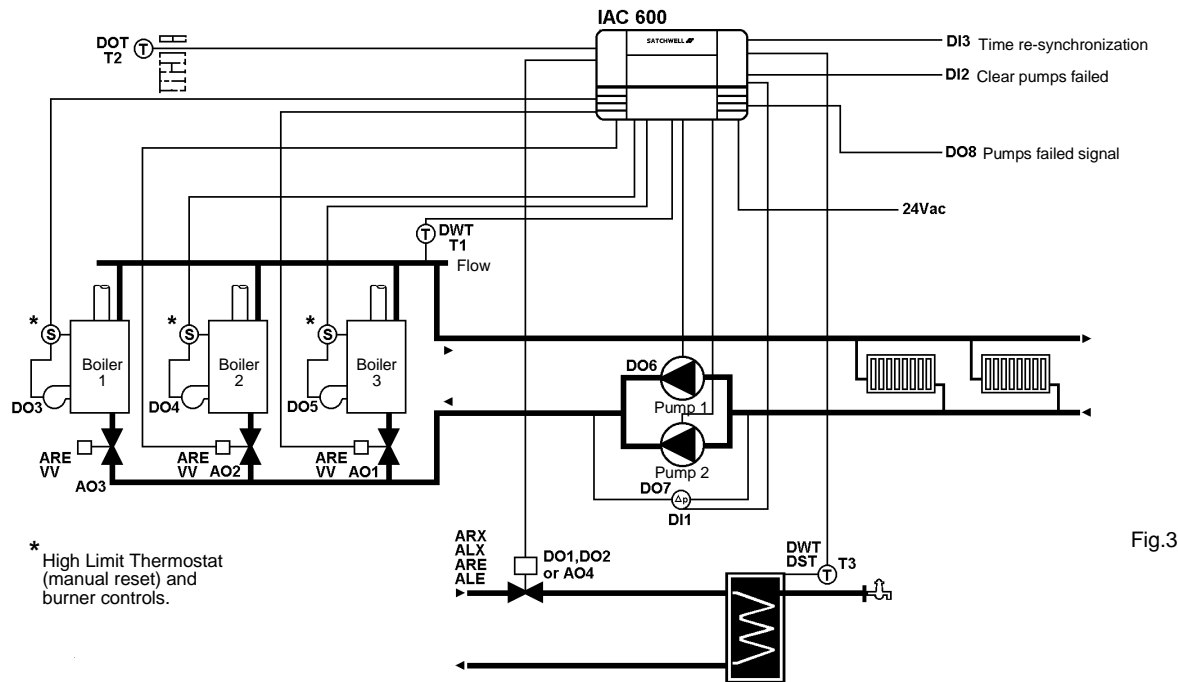 IAC 600
SATCHWELL
DOT
T2
T
DI3 Time re-synchronization
DI2 Clear pumps failed
DO8 Pumps failed signal
24Vac
T
DWT
T1
Flow
* S
* S
* S
Boiler
1
Boiler
2
Boiler
3
DO3
DO4
DO5
ARE
VV
AO3
ARE
VV
AO2
ARE
VV
AO1
DO6
Pump 1
Pump 2
DO7
Δp
DI1
* High Limit Thermostat
(manual reset) and
burner controls.
ARX
ALX
ARE
ALE
DO1,DO2
or AO4
DWT
DST
T
T3
Fig.3